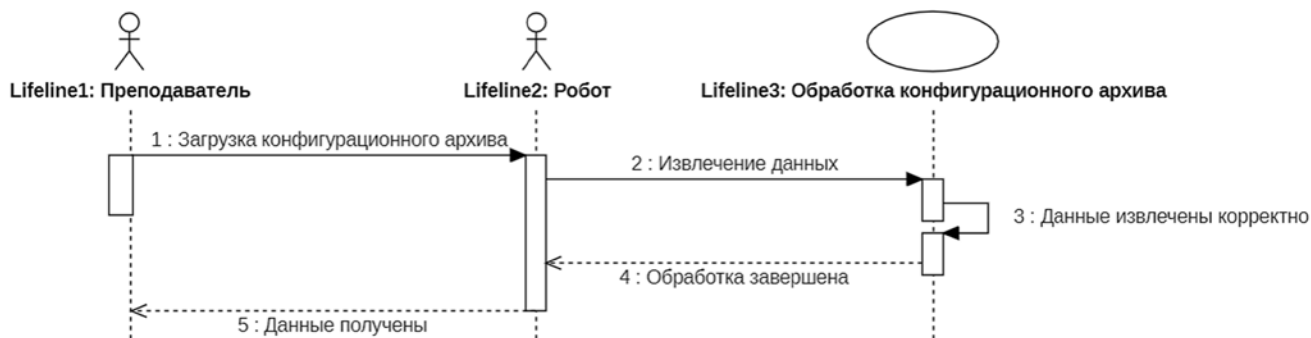 Lifeline1: Преподаватель
Lifeline2: Робот
Lifeline3: Обработка конфигурационного архива
1 : Загрузка конфигурационного архива
2 : Извлечение данных
3 : Данные извлечены корректно
4 : Обработка завершена
5 : Данные получены